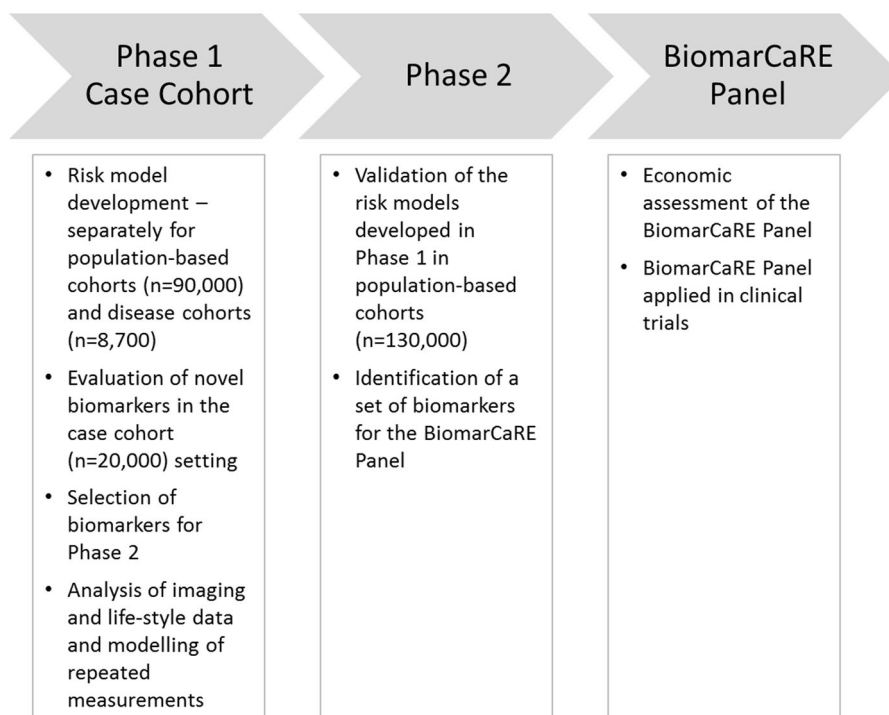 Phase 1
Case Cohort
Phase 2
BiomarCaRE
Panel
• Risk model
development –
separately for
population-based
cohorts (n=90,000)
and disease cohorts
(n=8,700)
• Evaluation of novel
biomarkers in the
case cohort
(n=20,000) setting
• Selection of
biomarkers for
Phase 2
• Analysis of imaging
and life-style data
and modelling of
repeated
measurements
• Validation of the
risk models
developed in
Phase 1 in
population-based
cohorts
(n=130,000)
• Identification of a
set of biomarkers
for the BiomarCaRE
Panel
• Economic
assessment of the
BiomarCaRE Panel
• BiomarCaRE Panel
applied in clinical
trials